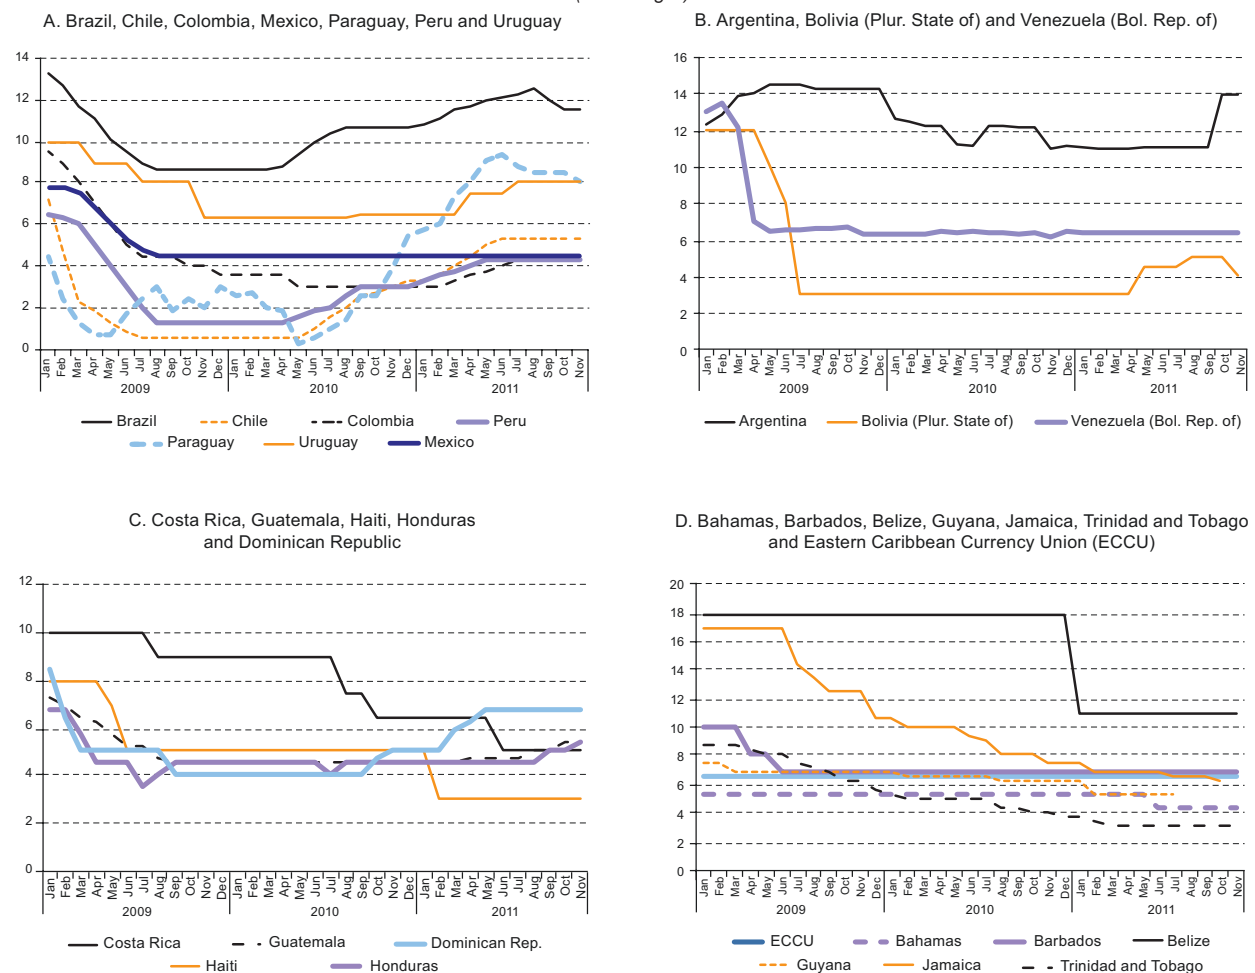 A. Brazil, Chile, Colombia, Mexico, Paraguay, Peru and Uruguay
14
12
10
8
6
4
2
0
Jan Feb Mar Apr May Jun Jul Aug Sep Oct Nov Dec Jan Feb Mar Apr May Jun Jul Aug Sep Oct Nov Dec Jan Feb Mar Apr May Jun Jul Aug Sep Oct Nov
2009 2010 2011
Brazil Chile Colombia Peru
Paraguay Uruguay Mexico
B. Argentina, Bolivia (Plur. State of) and Venezuela (Bol. Rep. of)
16
14
12
10
8
6
4
2
0
Jan Feb Mar Apr May Jun Jul Aug Sep Oct Nov Dec Jan Feb Mar Apr May Jun Jul Aug Sep Oct Nov Dec Jan Feb Mar Apr May Jun Jul Aug Sep Oct Nov
2009 2010 2011
Argentina Bolivia (Plur. State of) Venezuela (Bol. Rep. of)
C. Costa Rica, Guatemala, Haiti, Honduras
and Dominican Republic
12
10
8
6
4
2
0
Jan Feb Mar Apr May Jun Jul Aug Sep Oct Nov Dec Jan Feb Mar Apr May Jun Jul Aug Sep Oct Nov Dec Jan Feb Mar Apr May Jun Jul Aug Sep Oct Nov
2009 2010 2011
Costa Rica Guatemala Dominican Rep.
Haiti Honduras
D. Bahamas, Barbados, Belize, Guyana, Jamaica, Trinidad and Tobago
and Eastern Caribbean Currency Union (ECCU)
20
18
16
14
12
10
8
6
4
2
0
Jan Feb Mar Apr May Jun Jul Aug Sep Oct Nov Dec Jan Feb Mar Apr May Jun Jul Aug Sep Oct Nov Dec Jan Feb Mar Apr May Jun Jul Aug Sep Oct Nov
2009 2010 2011
ECCU Bahamas Barbados Belize
Guyana Jamaica Trinidad and Tobago